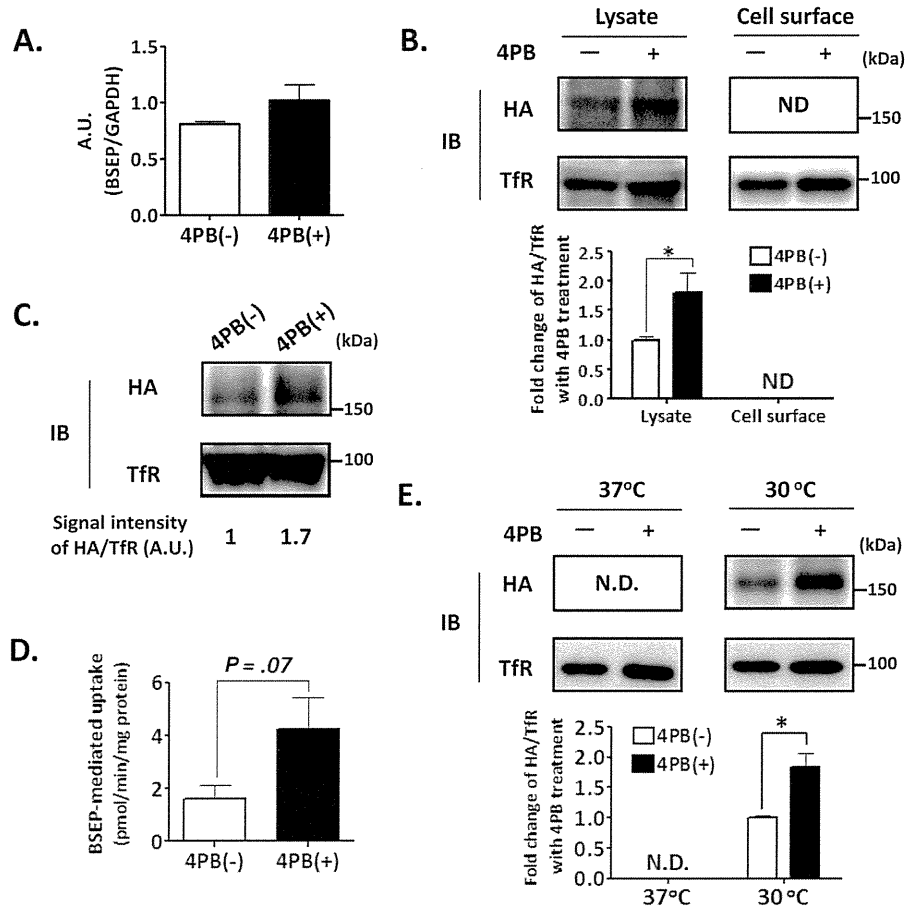 A.
A.U.
(BSEP/GAPDH)
1.5
1.0
0.5
0.0
4PB(-) 4PB(+)
B.
Lysate Cell surface
4PB — + — + (kDa)
IB
HA ND 150
TfR 100
Fold change of HA/TfR
with 4PB treatment
2.5
2.0
1.5
1.0
0.5
0.0
*
4PB(-)
4PB(+)
ND
Lysate Cell surface
C.
4PB(-) 4PB(+) (kDa)
IB
HA 150
TfR 100
Signal intensity
of HA/TfR (A.U.) 1 1.7
D.
BSEP-mediated uptake
(pmol/min/mg protein)
6
4
2
0
P = .07
4PB(-) 4PB(+)
E.
37°C 30 °C
4PB — + — + (kDa)
IB
HA N.D. 150
TfR 100
Fold change of HA/TfR
with 4PB treatment
2.5
2.0
1.5
1.0
0.5
0.0
4PB(-)
4PB(+)
*
N.D.
37°C 30°C